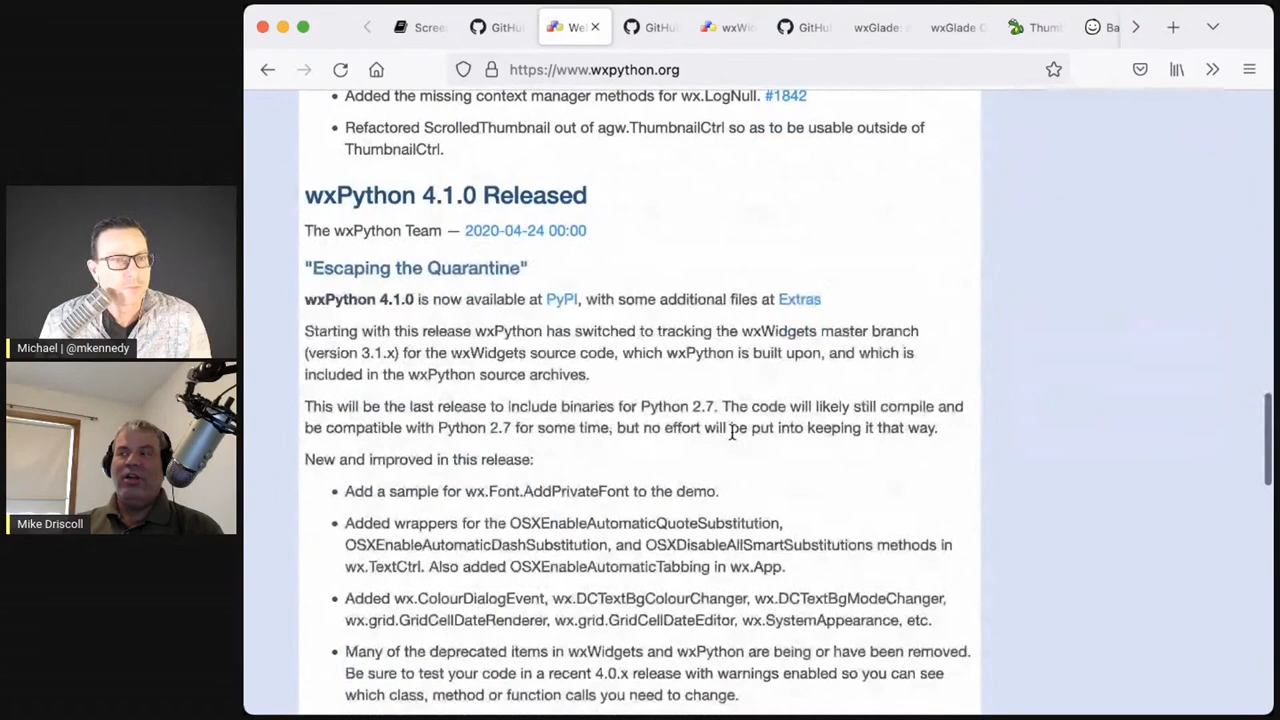 Scree
GitHu
Wel
GitHu
wxWi
GitHu
wxGlade:
wxGlade
Thum
Ba
https://www.wxpython.org
• Added the missing context manager methods for wx.LogNull. #1842
• Refactored ScrolledThumbnail out of agw.ThumbnailCtrl so as to be usable outside of
ThumbnailCtrl.
wxPython 4.1.0 Released
The wxPython Team — 2020-04-24 00:00
"Escaping the Quarantine"
wxPython 4.1.0 is now available at PyPI, with some additional files at Extras
Starting with this release wxPython has switched to tracking the wxWidgets master branch
(version 3.1.x) for the wxWidgets source code, which wxPython is built upon, and which is
included in the wxPython source archives.
This will be the last release to include binaries for Python 2.7. The code will likely still compile and
be compatible with Python 2.7 for some time, but no effort will be put into keeping it that way.
New and improved in this release:
• Add a sample for wx.Font.AddPrivateFont to the demo.
• Added wrappers for the OSXEnableAutomaticQuoteSubstitution,
OSXEnableAutomaticDashSubstitution, and OSXDisableAllSmartSubstitutions methods in
wx.TextCtrl. Also added OSXEnableAutomaticTabbing in wx.App.
• Added wx.ColourDialogEvent, wx.DCTextBgColourChanger, wx.DCTextBgModeChanger,
wx.grid.GridCellDateRenderer, wx.grid.GridCellDateEditor, wx.SystemAppearance, etc.
• Many of the deprecated items in wxWidgets and wxPython are being or have been removed.
Be sure to test your code in a recent 4.0.x release with warnings enabled so you can see
which class, method or function calls you need to change.
Michael | @mkennedy
Mike Driscoll